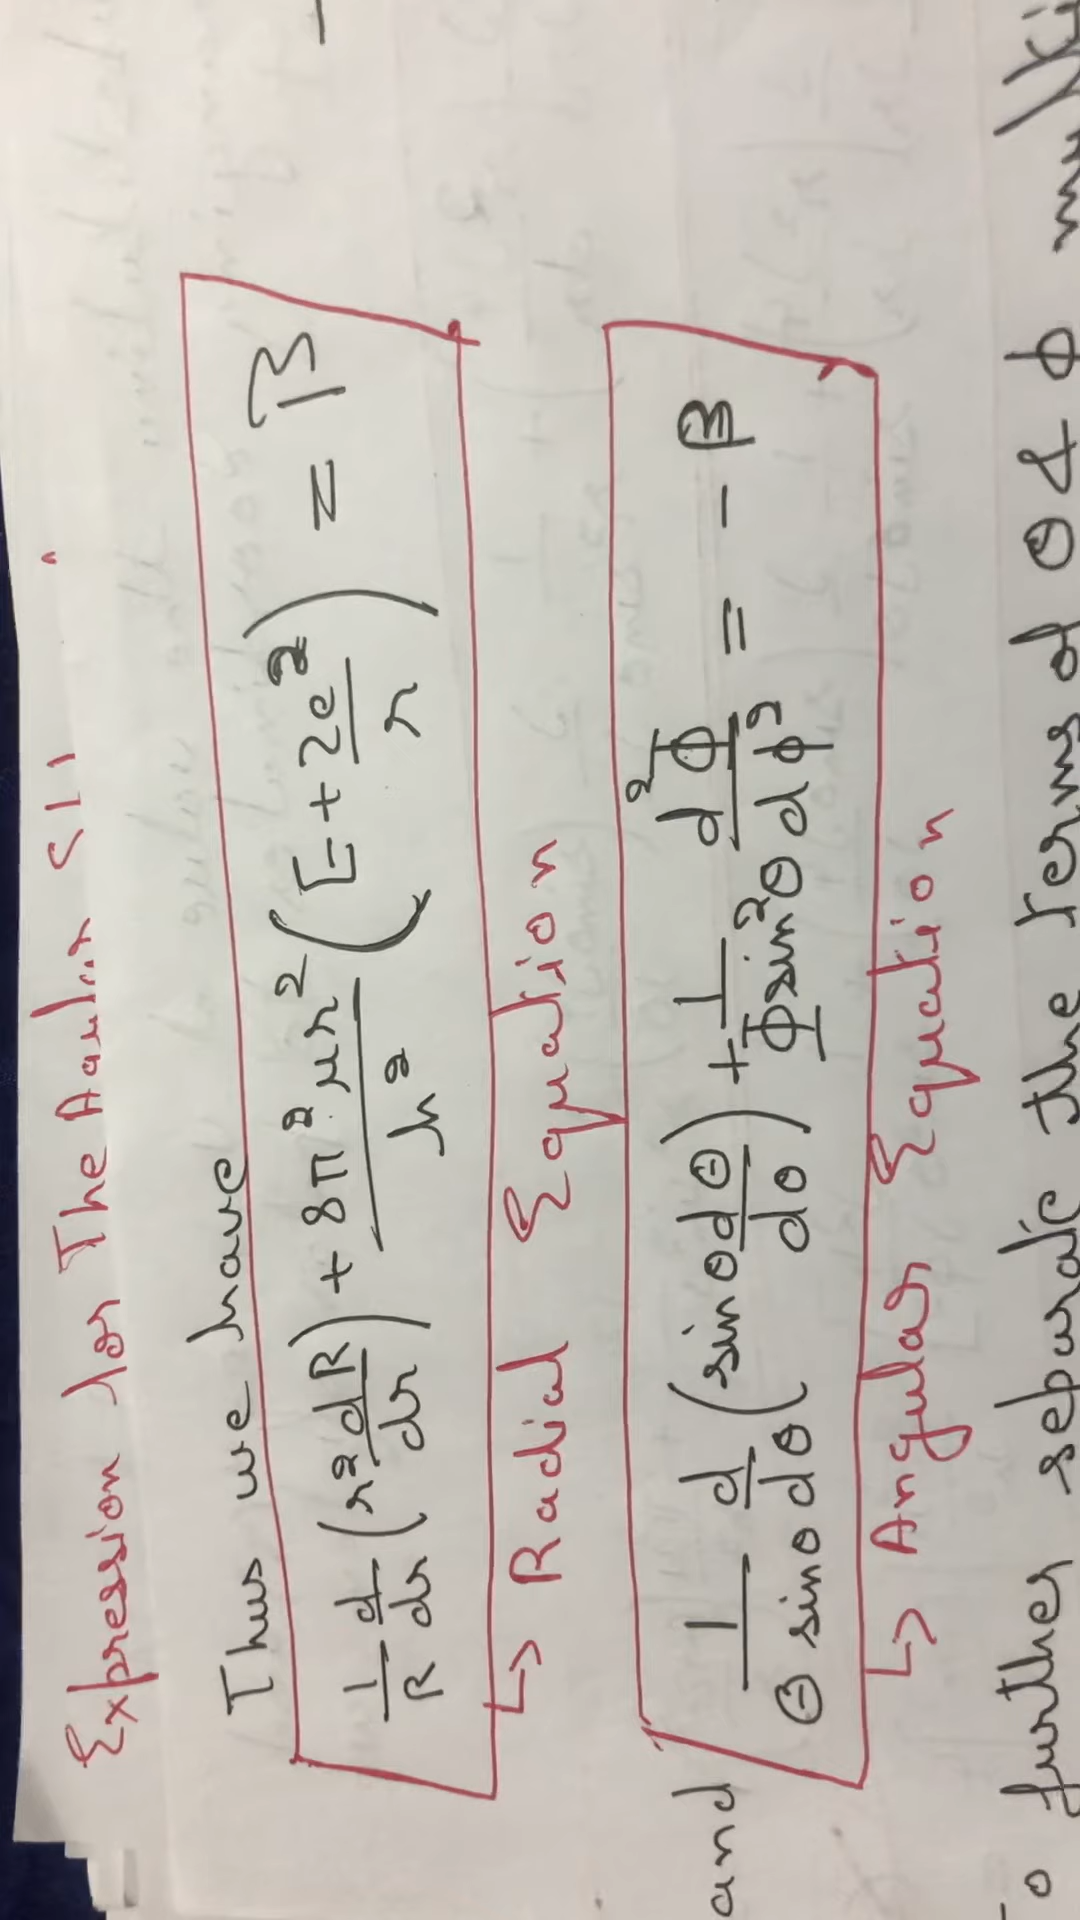 Expression for The
Thus we have
1/R d/dr (r² dR/dr) + 8π²μr²/h² (E + ze²/r) = β
↳ Radial Equation
and 1/Θ sinθ d/dθ (sinθ dΘ/dθ) + 1/Φ sin²θ d²Φ/dϕ² = - β
↳ Angular Equation
further separate the terms of θ & ϕ